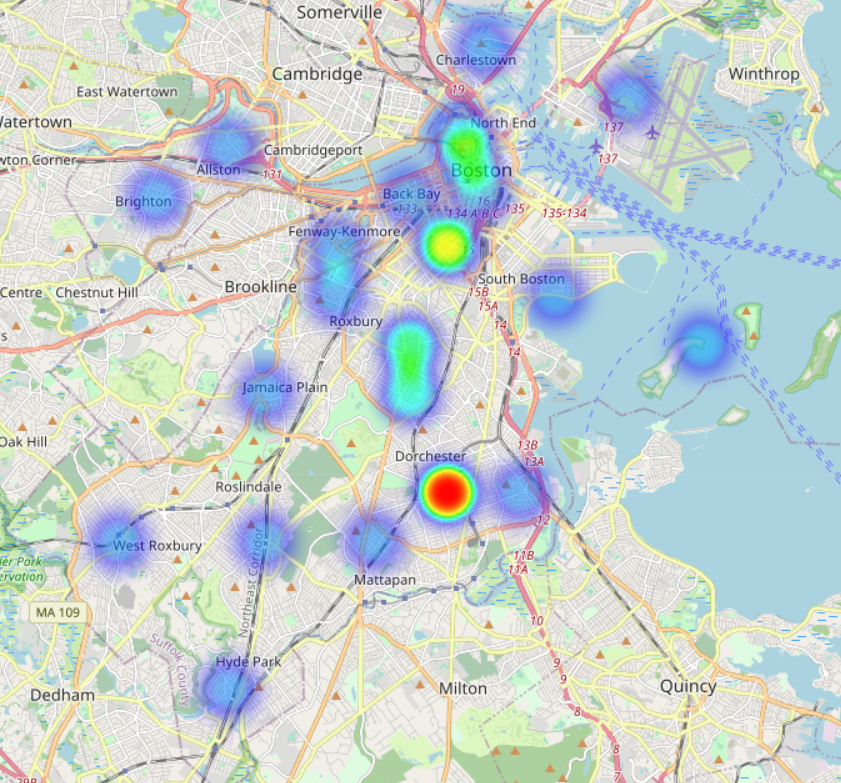 Somerville
Charlestown
Cambridge
Winthrop
East Watertown
19
Watertown
North End
137
Cambridgeport
wton Corner
137
Allston
131
Boston
Back Bay
Brighton
133
16
134 A B C
135
135-134
Fenway-Kenmore
15
South Boston
Brookline
Centre
Chestnut Hill
15B
15A
Roxbury
14
s
14
Jamaica Plain
Oak Hill
13B
Dorchester
13A
Roslindale
12
West Roxbury
11B
11A
Northeast Corridor
Mattapan
MA 109
10
Suffolk County
Hyde Park
9
Dedham
Milton
Quincy
9
8
8
7
29B